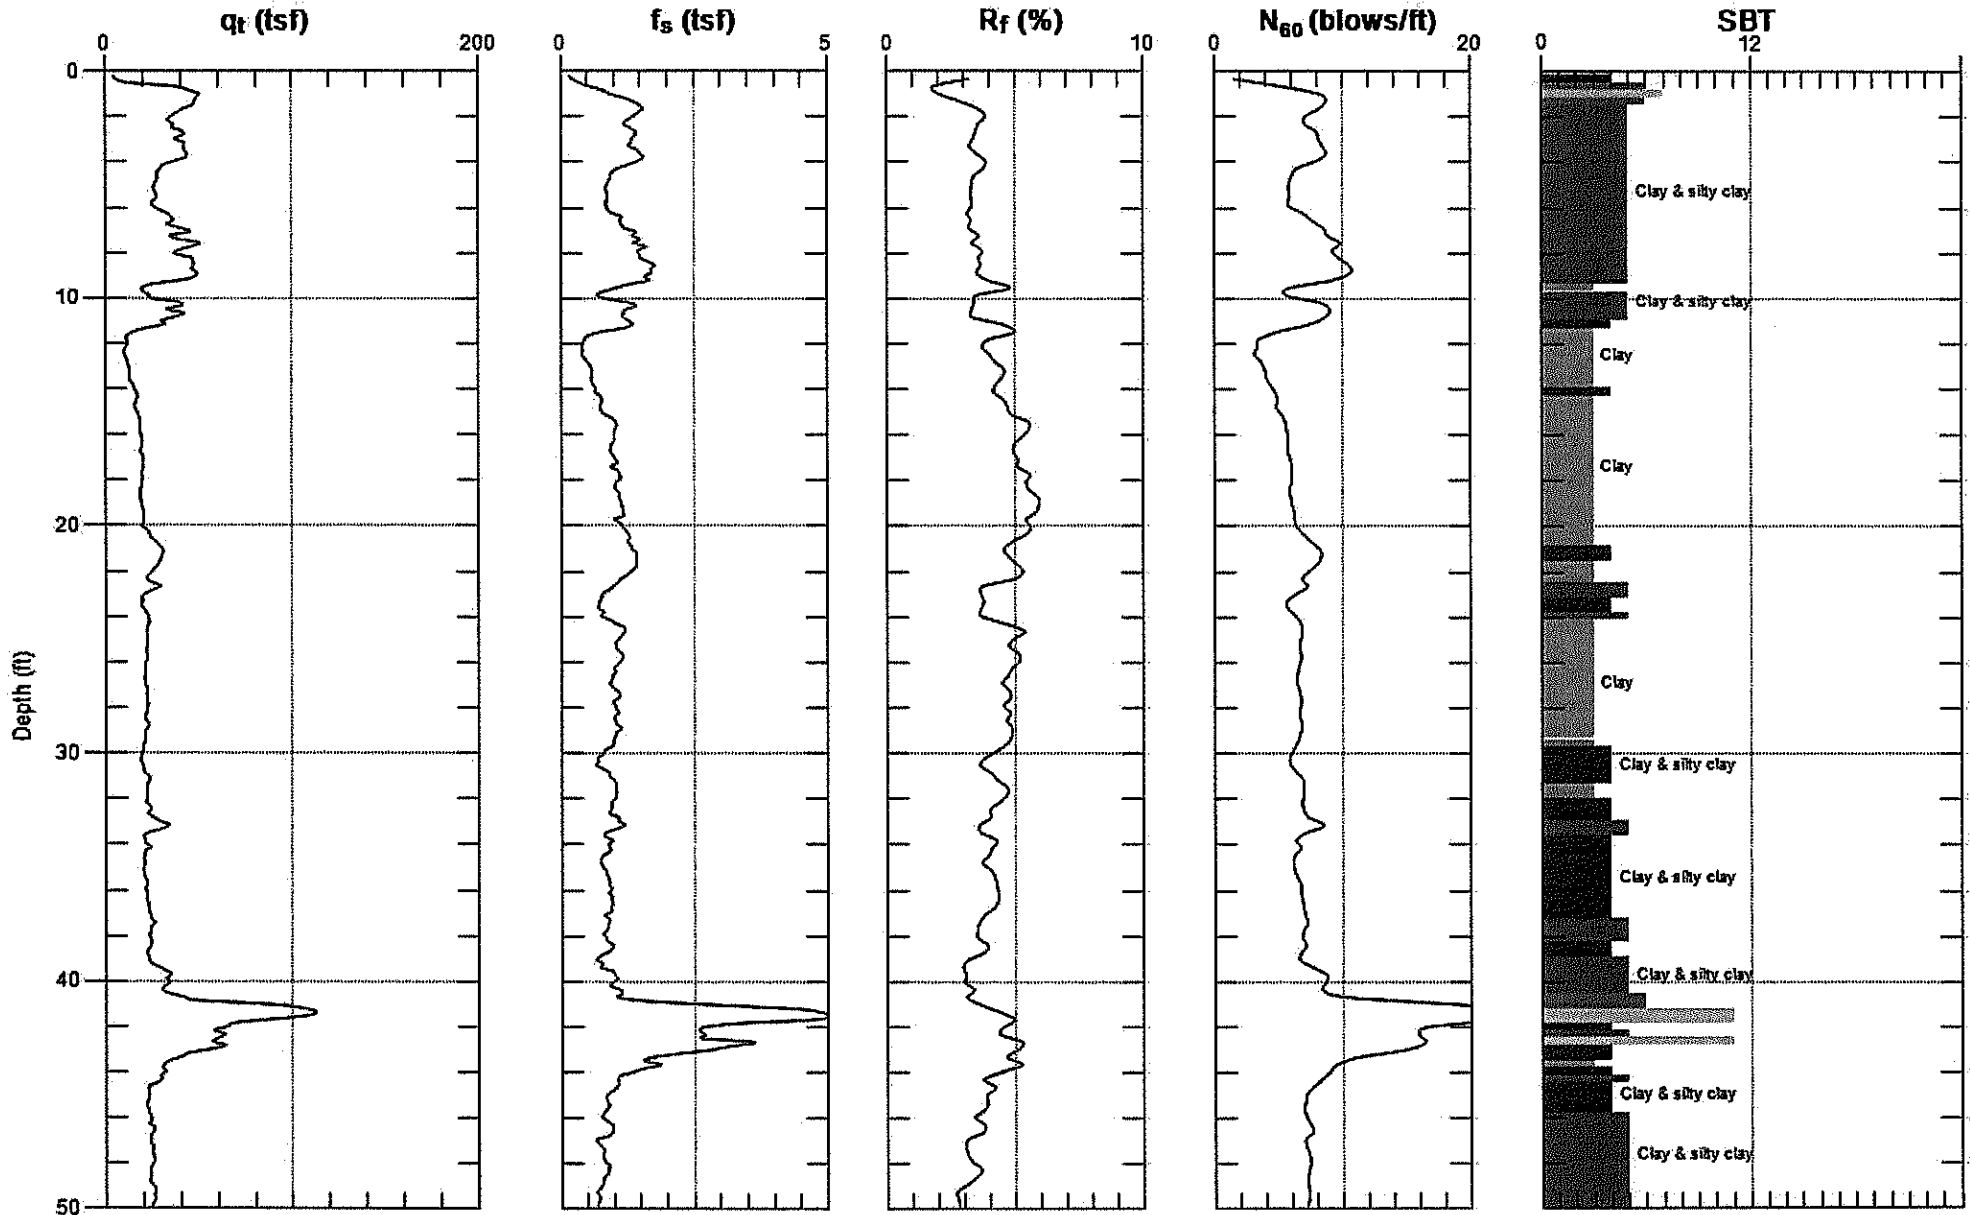 qt (tsf) fs (tsf) Rf (%) N60 (blows/ft) SBT
0 200 0 5 0 10 0 20 0 12
0
Clay & silty clay
10
Clay & silty clay
Clay
Clay
20
Clay
Depth (ft)
30
Clay & silty clay
Clay & silty clay
Clay & silty clay
40
Clay & silty clay
Clay & silty clay
50